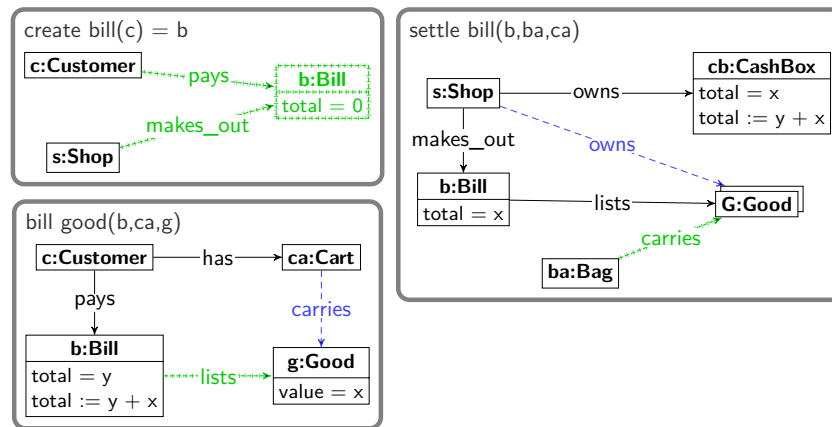 create bill(c) = b
c:Customer
pays
b:Bill
total = 0
makes_out
s:Shop
bill good(b,ca,g)
c:Customer
has
ca:Cart
pays
carries
b:Bill
total = y
total := y + x
lists
g:Good
value = x
settle bill(b,ba,ca)
s:Shop
owns
cb:CashBox
total = x
total := y + x
makes_out
owns
b:Bill
total = x
lists
G:Good
carries
ba:Bag